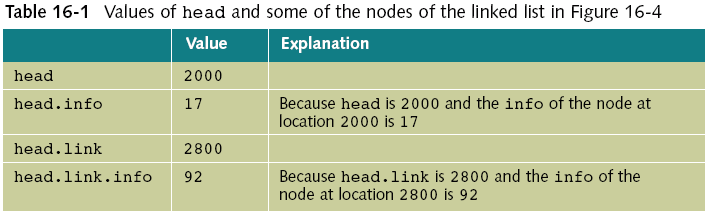 Table 16-1 Values of head and some of the nodes of the linked list in Figure 16-4
Value Explanation
head 2000
head.info 17 Because head is 2000 and the info of the node at
location 2000 is 17
head.link 2800
head.link.info 92 Because head.link is 2800 and the info of the
node at location 2800 is 92